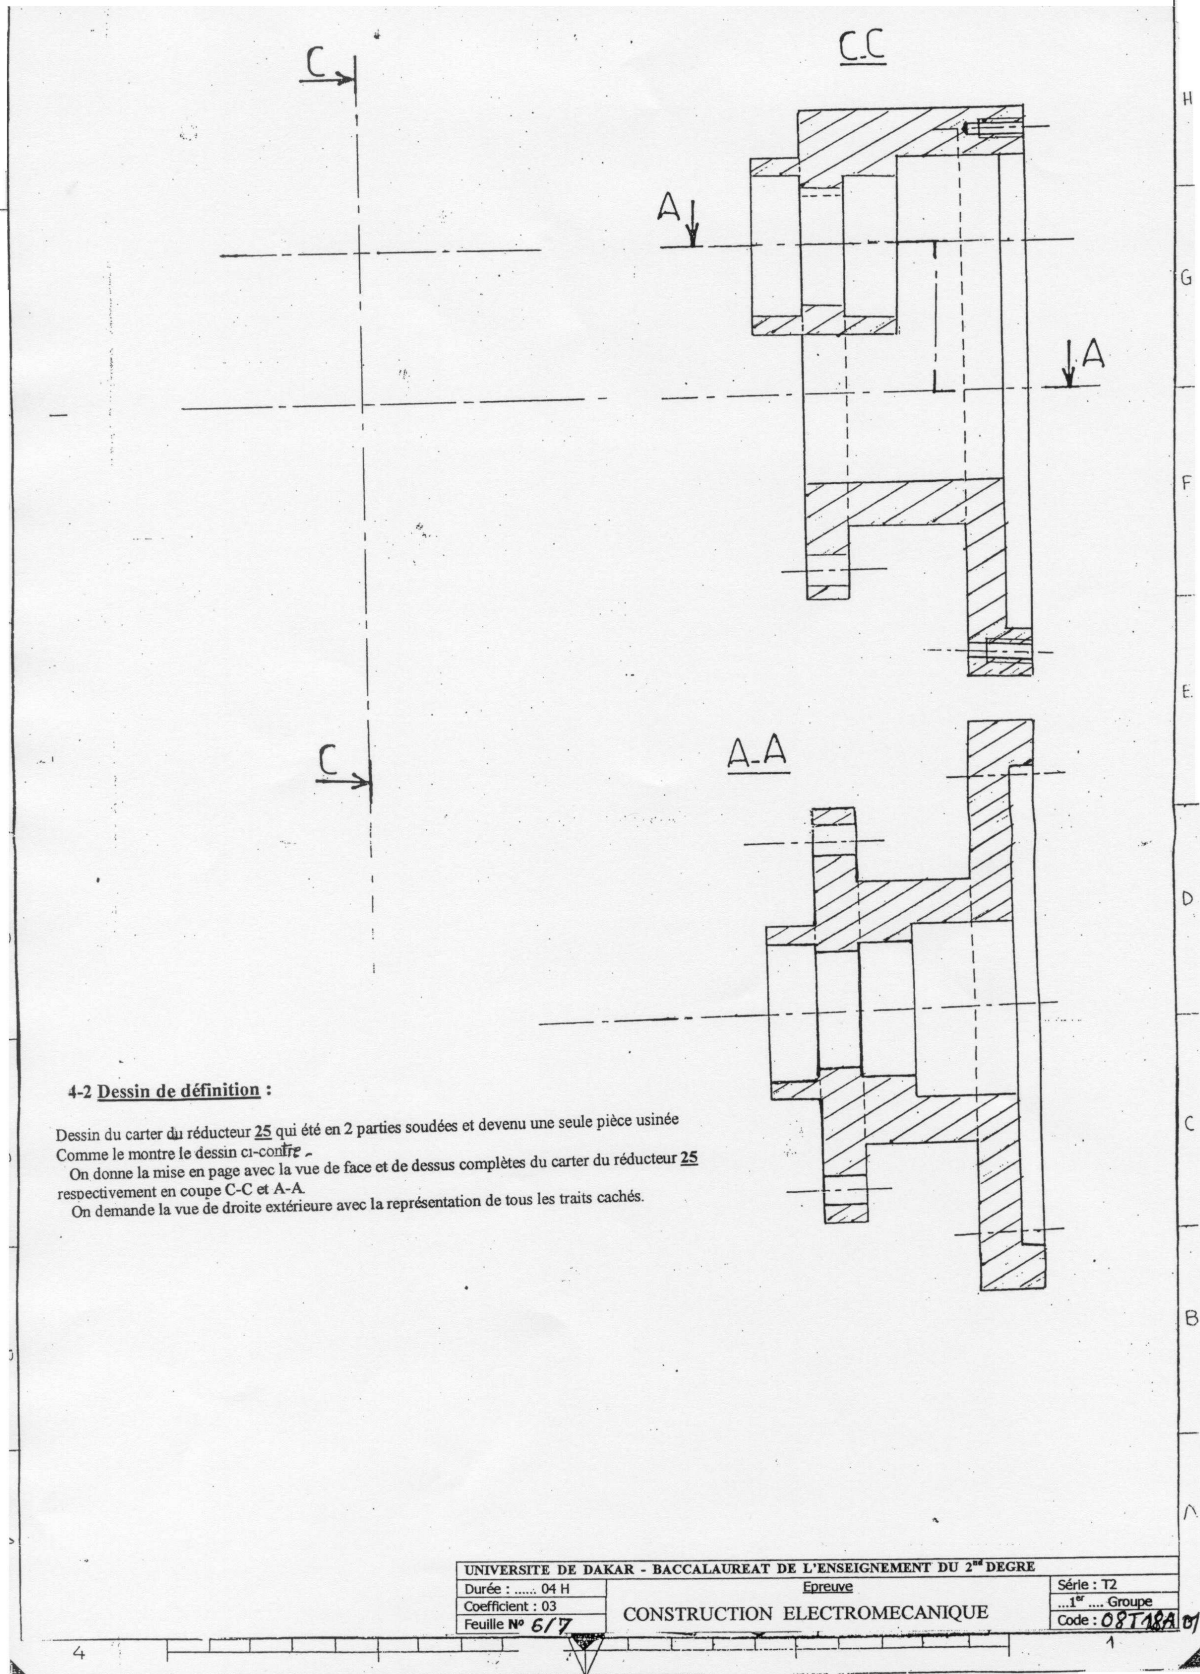 C
C-C
H
A
G
A
F
E
C
A-A
D
4-2 Dessin de définition :
Dessin du carter du réducteur 25 qui été en 2 parties soudées et devenu une seule pièce usinée
Comme le montre le dessin ci-contre.
On donne la mise en page avec la vue de face et de dessus complètes du carter du réducteur 25
respectivement en coupe C-C et A-A.
On demande la vue de droite extérieure avec la représentation de tous les traits cachés.
C
B
A
UNIVERSITE DE DAKAR - BACCALAUREAT DE L'ENSEIGNEMENT DU 2nd DEGRE
Durée : ...... 04 H
Coefficient : 03
Feuille N° 6/7
Epreuve
CONSTRUCTION ELECTROMECANIQUE
Série : T2
...1er .... Groupe
Code : 08T18A01
4
1